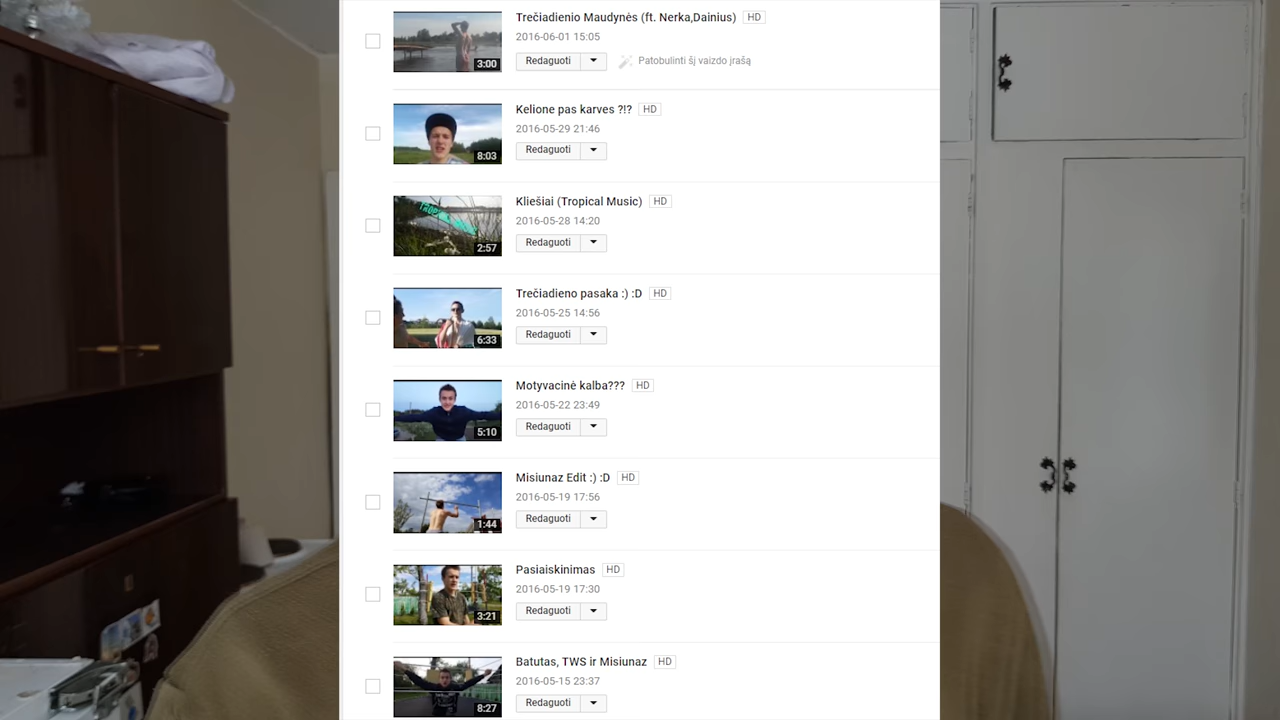 Trečiadienio Maudynės (ft. Nerka,Dainius) HD
2016-06-01 15:05
Redaguoti Patobulinti šį vaizdo įrašą
3:00
Kelione pas karves ?!? HD
2016-05-29 21:46
Redaguoti
8:03
Kliešiai (Tropical Music) HD
2016-05-28 14:20
Redaguoti
2:57
Trečiadieno pasaka :) :D HD
2016-05-25 14:56
Redaguoti
6:33
Motyvacinė kalba??? HD
2016-05-22 23:49
Redaguoti
5:10
Misiunaz Edit :) :D HD
2016-05-19 17:56
Redaguoti
1:44
Pasiaiskinimas HD
2016-05-19 17:30
Redaguoti
3:21
Batutas, TWS ir Misiunaz HD
2016-05-15 23:37
Redaguoti
8:27